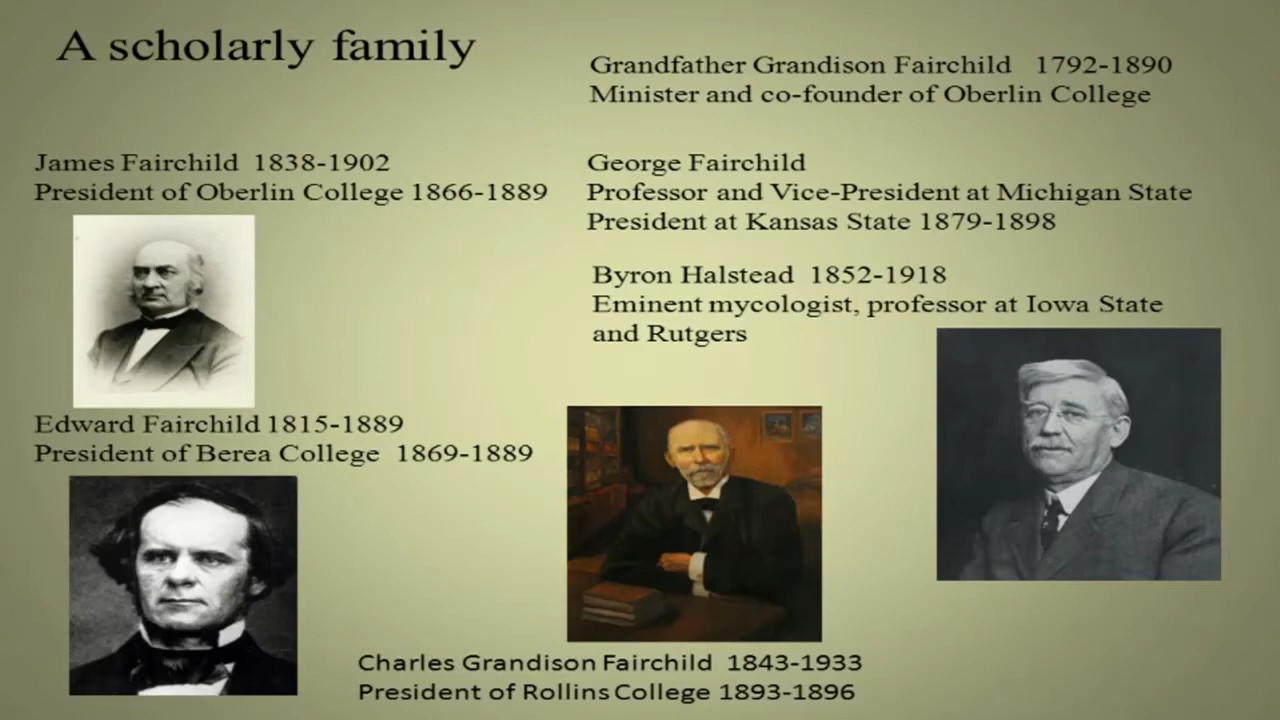 A scholarly family
Grandfather Grandison Fairchild 1792-1890
Minister and co-founder of Oberlin College
James Fairchild 1838-1902
President of Oberlin College 1866-1889
George Fairchild
Professor and Vice-President at Michigan State
President at Kansas State 1879-1898
Byron Halstead 1852-1918
Eminent mycologist, professor at Iowa State
and Rutgers
Edward Fairchild 1815-1889
President of Berea College 1869-1889
Charles Grandison Fairchild 1843-1933
President of Rollins College 1893-1896